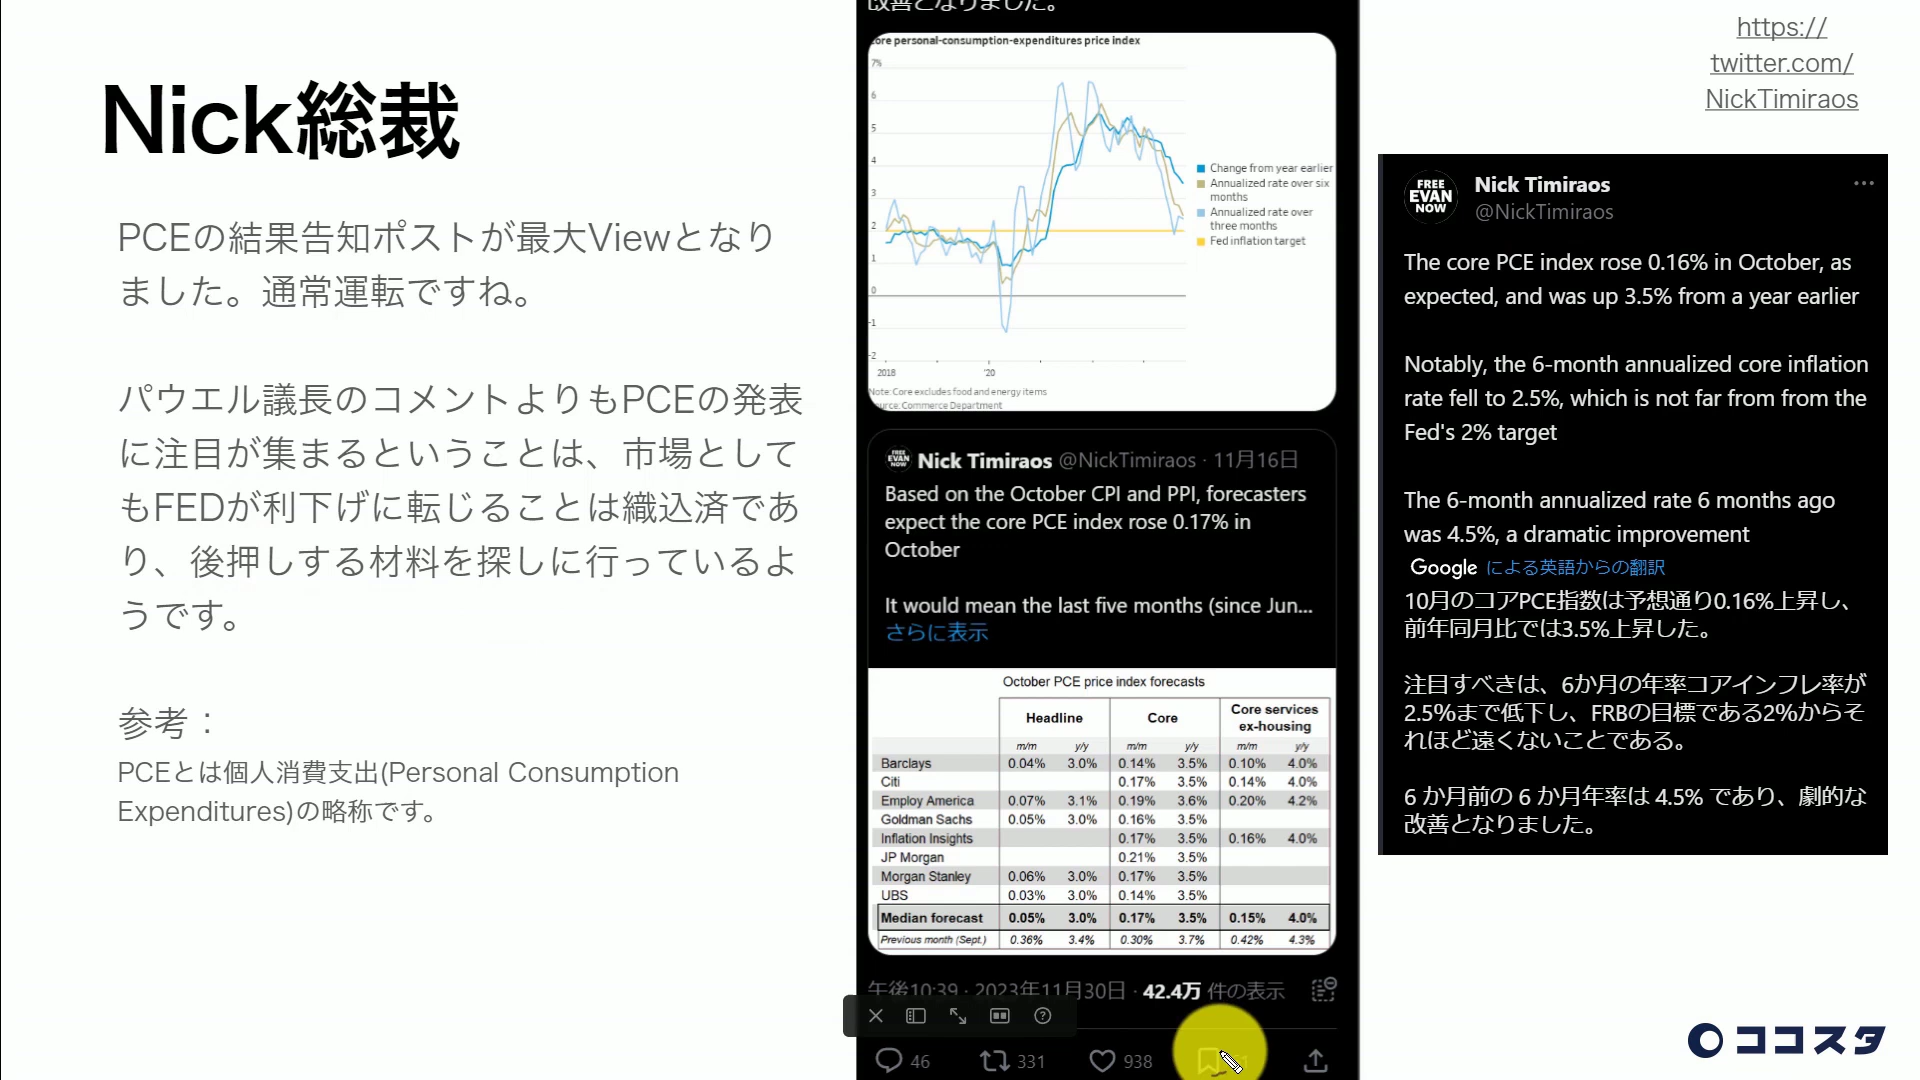 Nick総裁
PCEの結果告知ポストが最大Viewとなり
ました。通常運転ですね。
パウエル議長のコメントよりもPCEの発表
に注目が集まるということは、市場として
もFEDが利下げに転じることは織込済であ
り、後押しする材料を探しに行っているよ
うです。
参考：
PCEとは個人消費支出(Personal Consumption
Expenditures)の略称です。
改善となりました。
core personal-consumption-expenditures price index
7%
6
5
4
3
2
1
0
-1
-2
2018 '20
Change from year earlier
Annualized rate over six
months
Annualized rate over
three months
Fed inflation target
Note: Core excludes food and energy items
Source: Commerce Department
FREE
EVAN
NOW
Nick Timiraos @NickTimiraos · 11月16日
Based on the October CPI and PPI, forecasters
expect the core PCE index rose 0.17% in
October
It would mean the last five months (since Jun...
さらに表示
October PCE price index forecasts
Headline Core Core services
ex-housing
m/m y/y m/m y/y m/m y/y
Barclays 0.04% 3.0% 0.14% 3.5% 0.10% 4.0%
Citi 0.17% 3.5% 0.14% 4.0%
Employ America 0.07% 3.1% 0.19% 3.6% 0.20% 4.2%
Goldman Sachs 0.05% 3.0% 0.16% 3.5%
Inflation Insights 0.17% 3.5% 0.16% 4.0%
JP Morgan 0.21% 3.5%
Morgan Stanley 0.06% 3.0% 0.17% 3.5%
UBS 0.03% 3.0% 0.14% 3.5%
Median forecast 0.05% 3.0% 0.17% 3.5% 0.15% 4.0%
Previous month (Sept.) 0.36% 3.4% 0.30% 3.7% 0.42% 4.3%
午後10:39 · 2023年11月30日 · 42.4万 件の表示
46 331 938
https://
twitter.com/
NickTimiraos
FREE
EVAN
NOW
Nick Timiraos
@NickTimiraos
The core PCE index rose 0.16% in October, as
expected, and was up 3.5% from a year earlier
Notably, the 6-month annualized core inflation
rate fell to 2.5%, which is not far from from the
Fed's 2% target
The 6-month annualized rate 6 months ago
was 4.5%, a dramatic improvement
Google による英語からの翻訳
10月のコアPCE指数は予想通り0.16%上昇し、
前年同月比では3.5%上昇した。
注目すべきは、6か月の年率コアインフレ率が
2.5%まで低下し、FRBの目標である2%からそ
れほど遠くないことである。
6 か月前の 6 か月年率は 4.5% であり、劇的な
改善となりました。
ココスタ